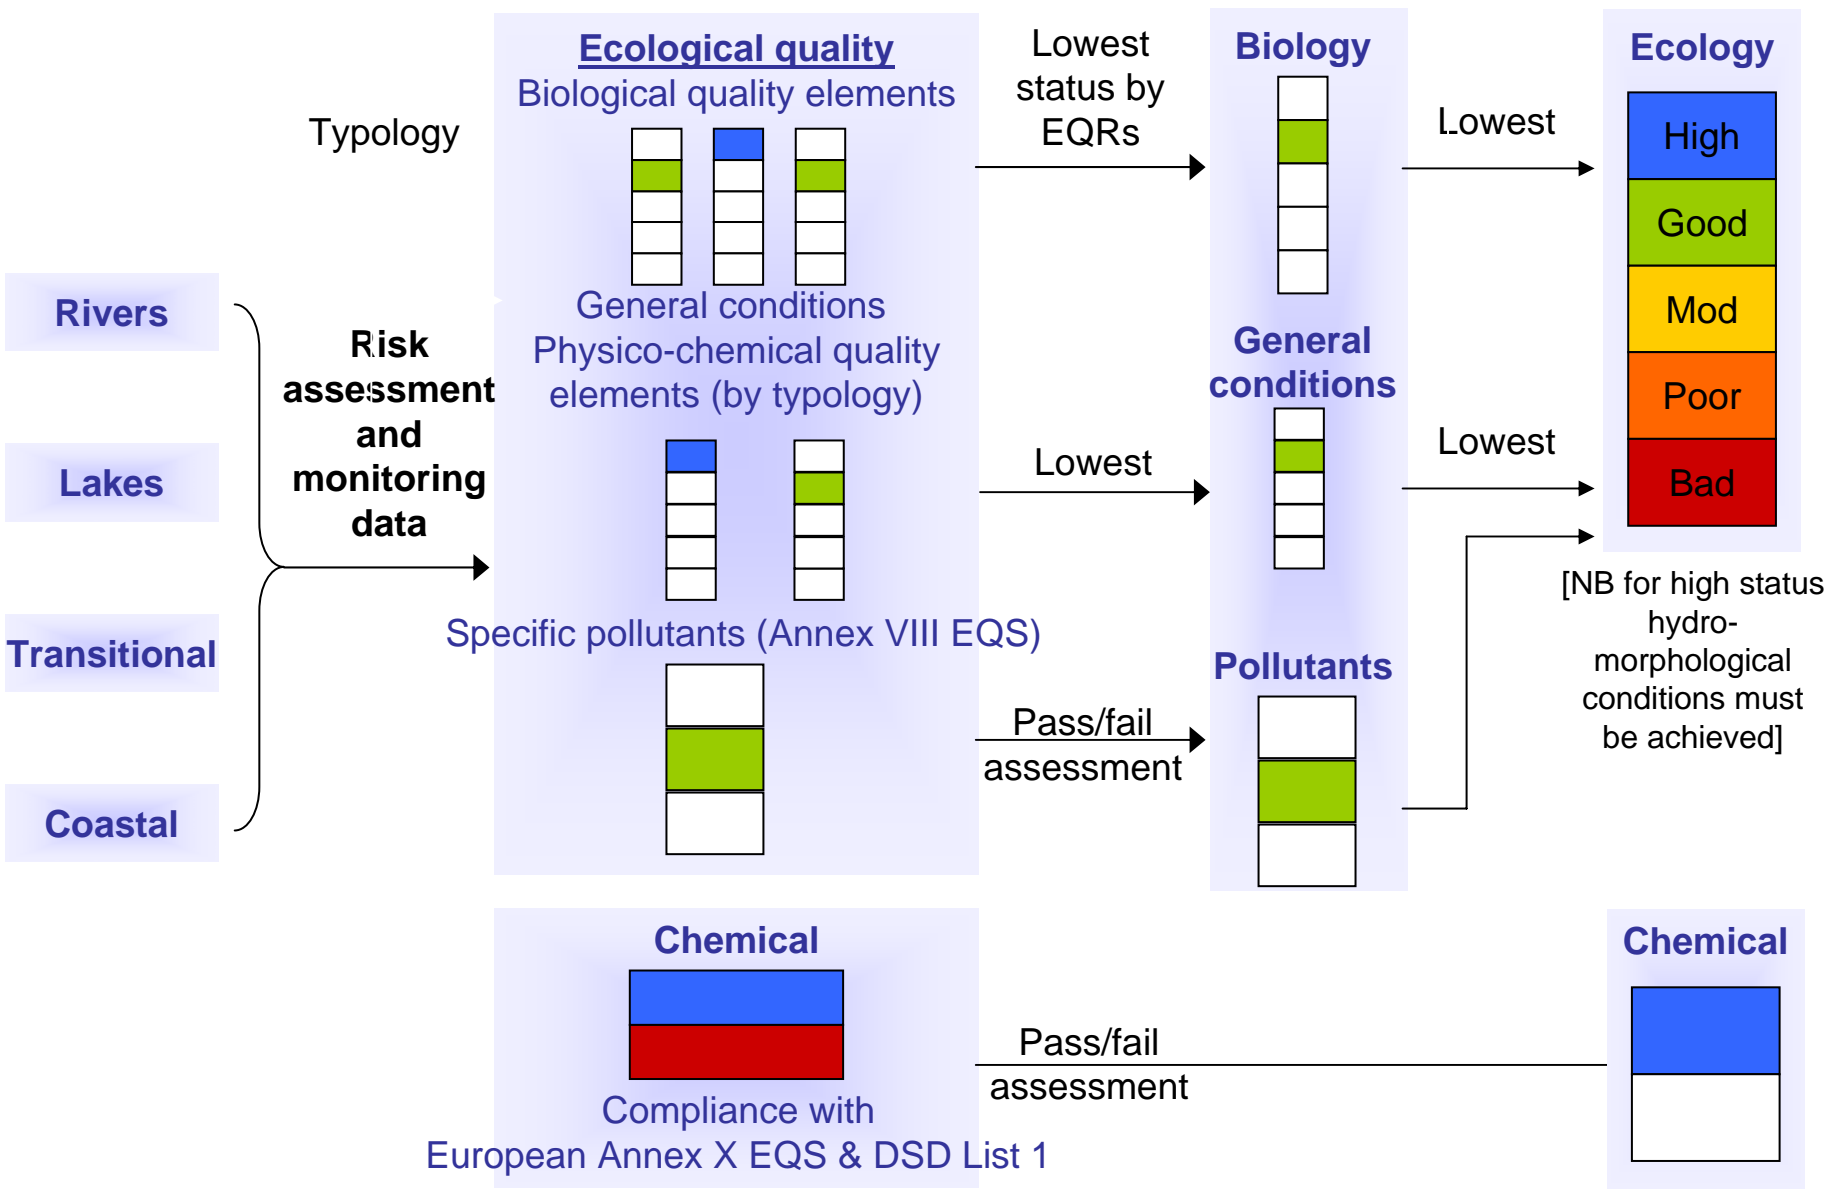 Rivers
Lakes
Transitional
Coastal
Typology
Risk
assessment
and
monitoring
data
Ecological quality
Biological quality elements
General conditions
Physico-chemical quality
elements (by typology)
Specific pollutants (Annex VIII EQS)
Lowest
status by
EQRs
Lowest
Pass/fail
assessment
Biology
General
conditions
Pollutants
Lowest
Lowest
Ecology
High
Good
Mod
Poor
Bad
[NB for high status
hydro-
morphological
conditions must
be achieved]
Chemical
Compliance with
European Annex X EQS & DSD List 1
Pass/fail
assessment
Chemical